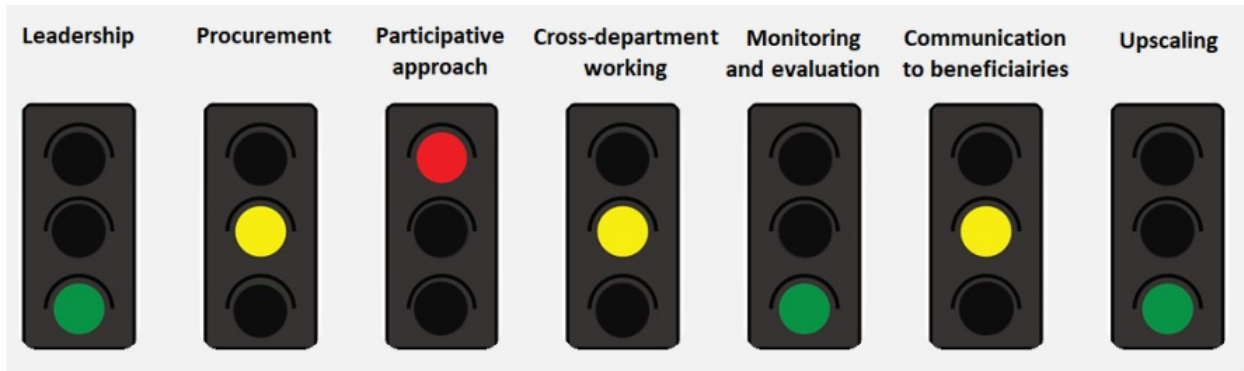 Leadership
Procurement
Participative
approach
Cross-department
working
Monitoring
and evaluation
Communication
to beneficiairies
Upscaling